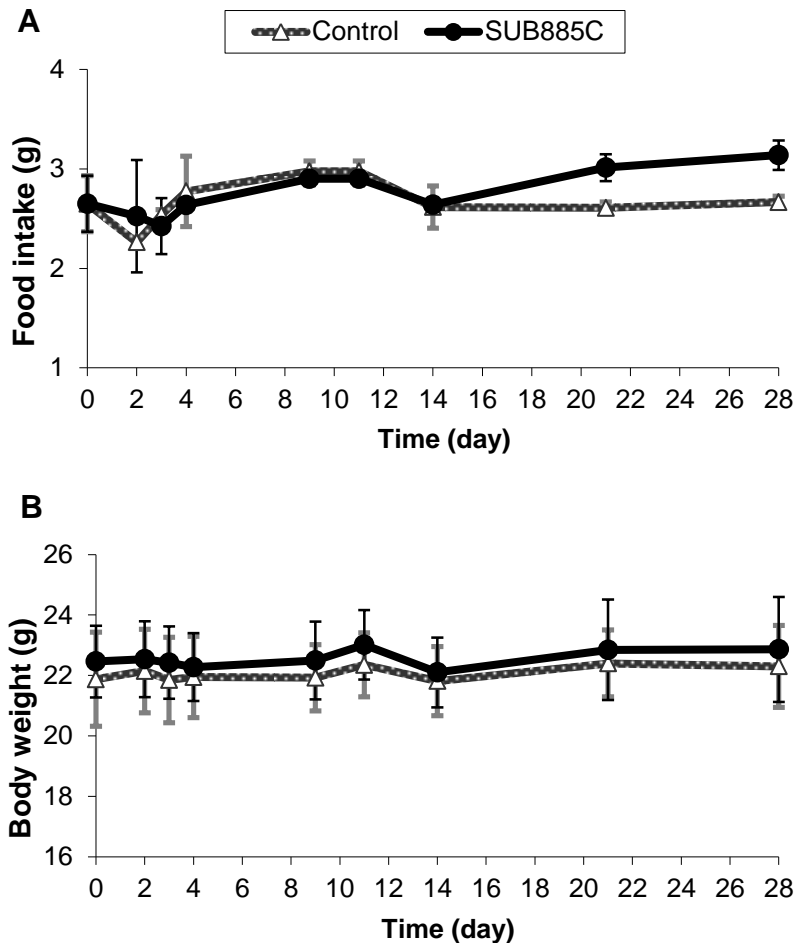 A
Control SUB885C
4
3
2
1
Food intake (g)
0 2 4 6 8 10 12 14 16 18 20 22 24 26 28
Time (day)
B
26
24
22
20
18
16
Body weight (g)
0 2 4 6 8 10 12 14 16 18 20 22 24 26 28
Time (day)